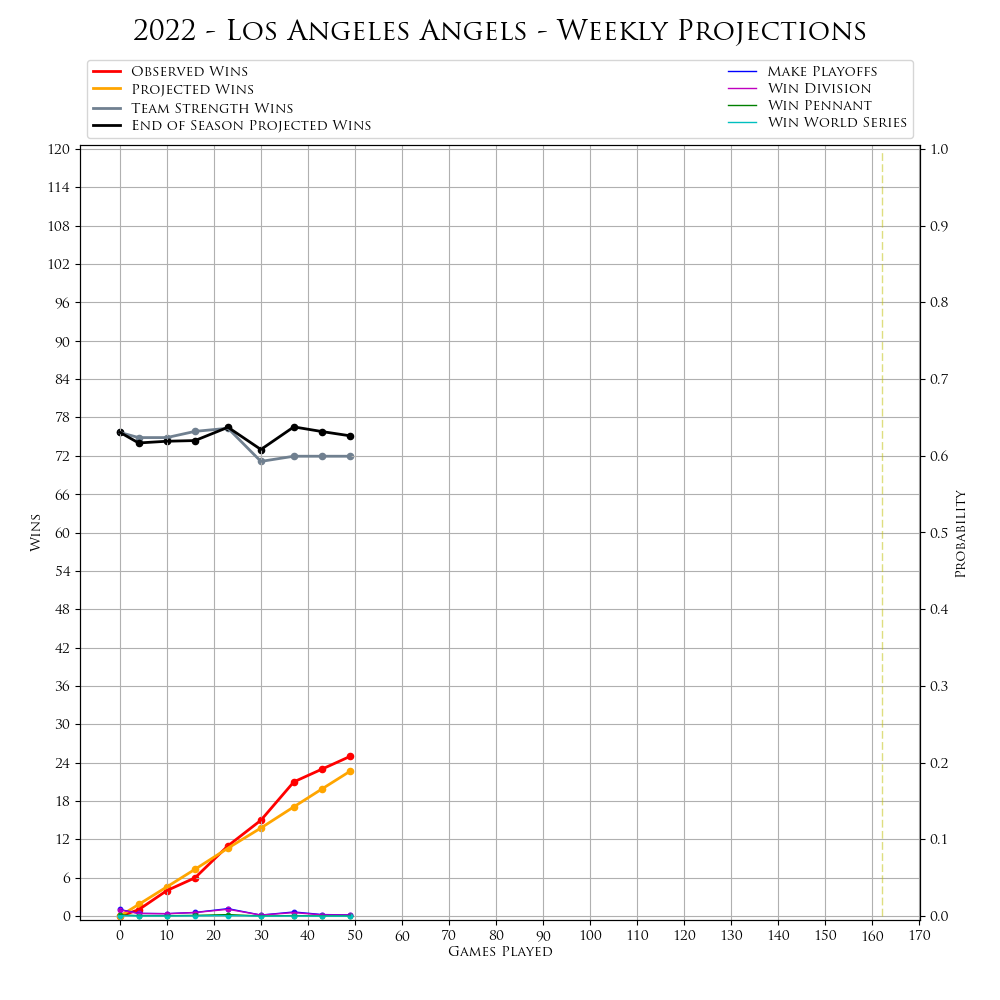 2022 - Los Angeles Angels - Weekly Projections
Observed Wins
Projected Wins
Team Strength Wins
End of Season Projected Wins
Make Playoffs
Win Division
Win Pennant
Win World Series
120
114
108
102
96
90
84
78
72
66
60
54
48
42
36
30
24
18
12
6
0
Wins
1.0
0.9
0.8
0.7
0.6
0.5
0.4
0.3
0.2
0.1
0.0
Probability
0 10 20 30 40 50 60 70 80 90 100 110 120 130 140 150 160 170
Games Played